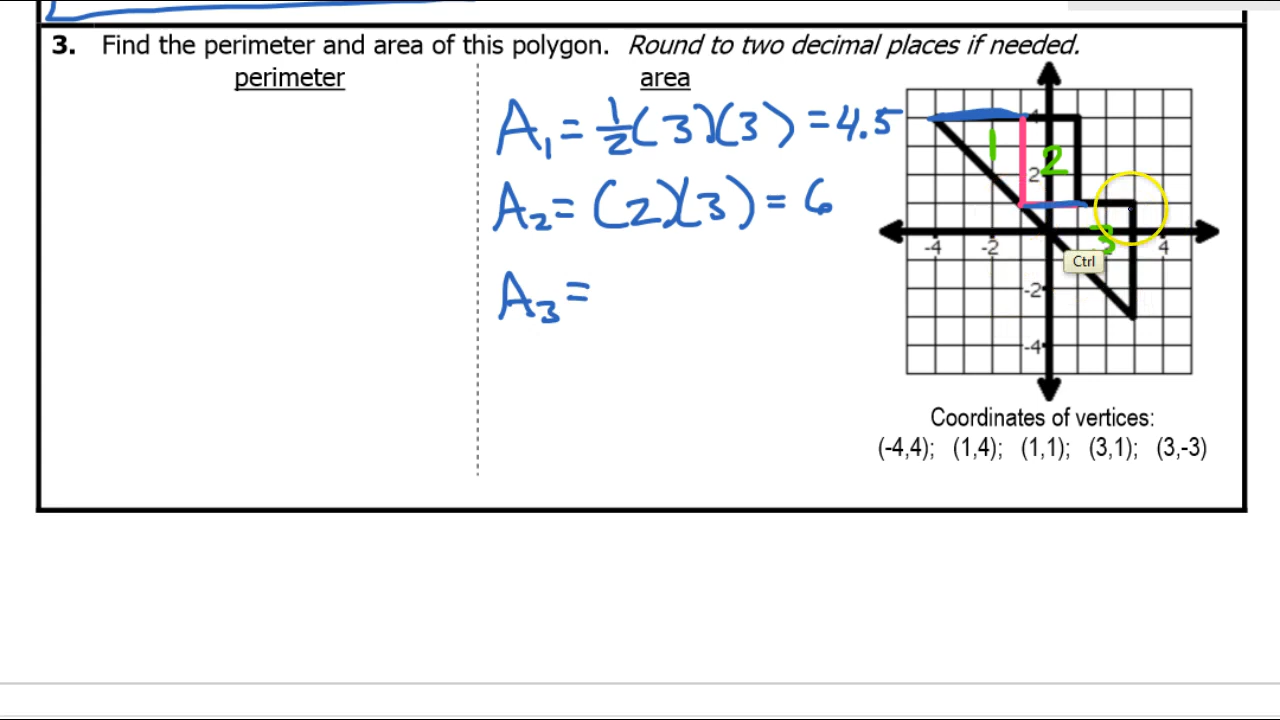 3. Find the perimeter and area of this polygon. Round to two decimal places if needed.
perimeter
area
A₁ = ½(3)(3) = 4.5
A₂ = (2)(3) = 6
A₃ =
4
1
2
2
3
-4
-2
4
Ctrl
-2
-4
Coordinates of vertices:
(-4,4); (1,4); (1,1); (3,1); (3,-3)